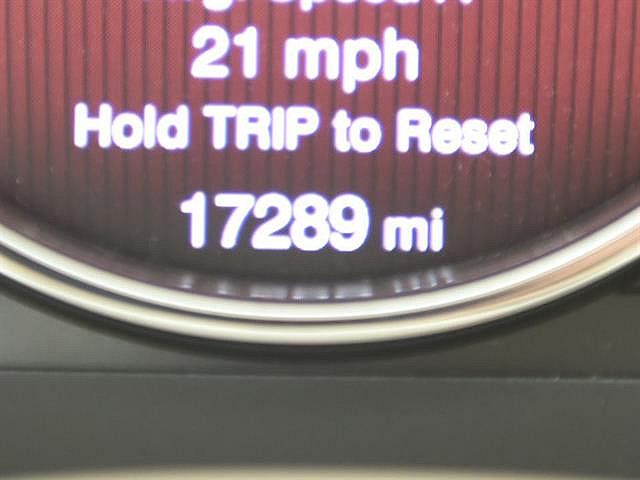 21 mph
Hold TRIP to Reset
17289 mi